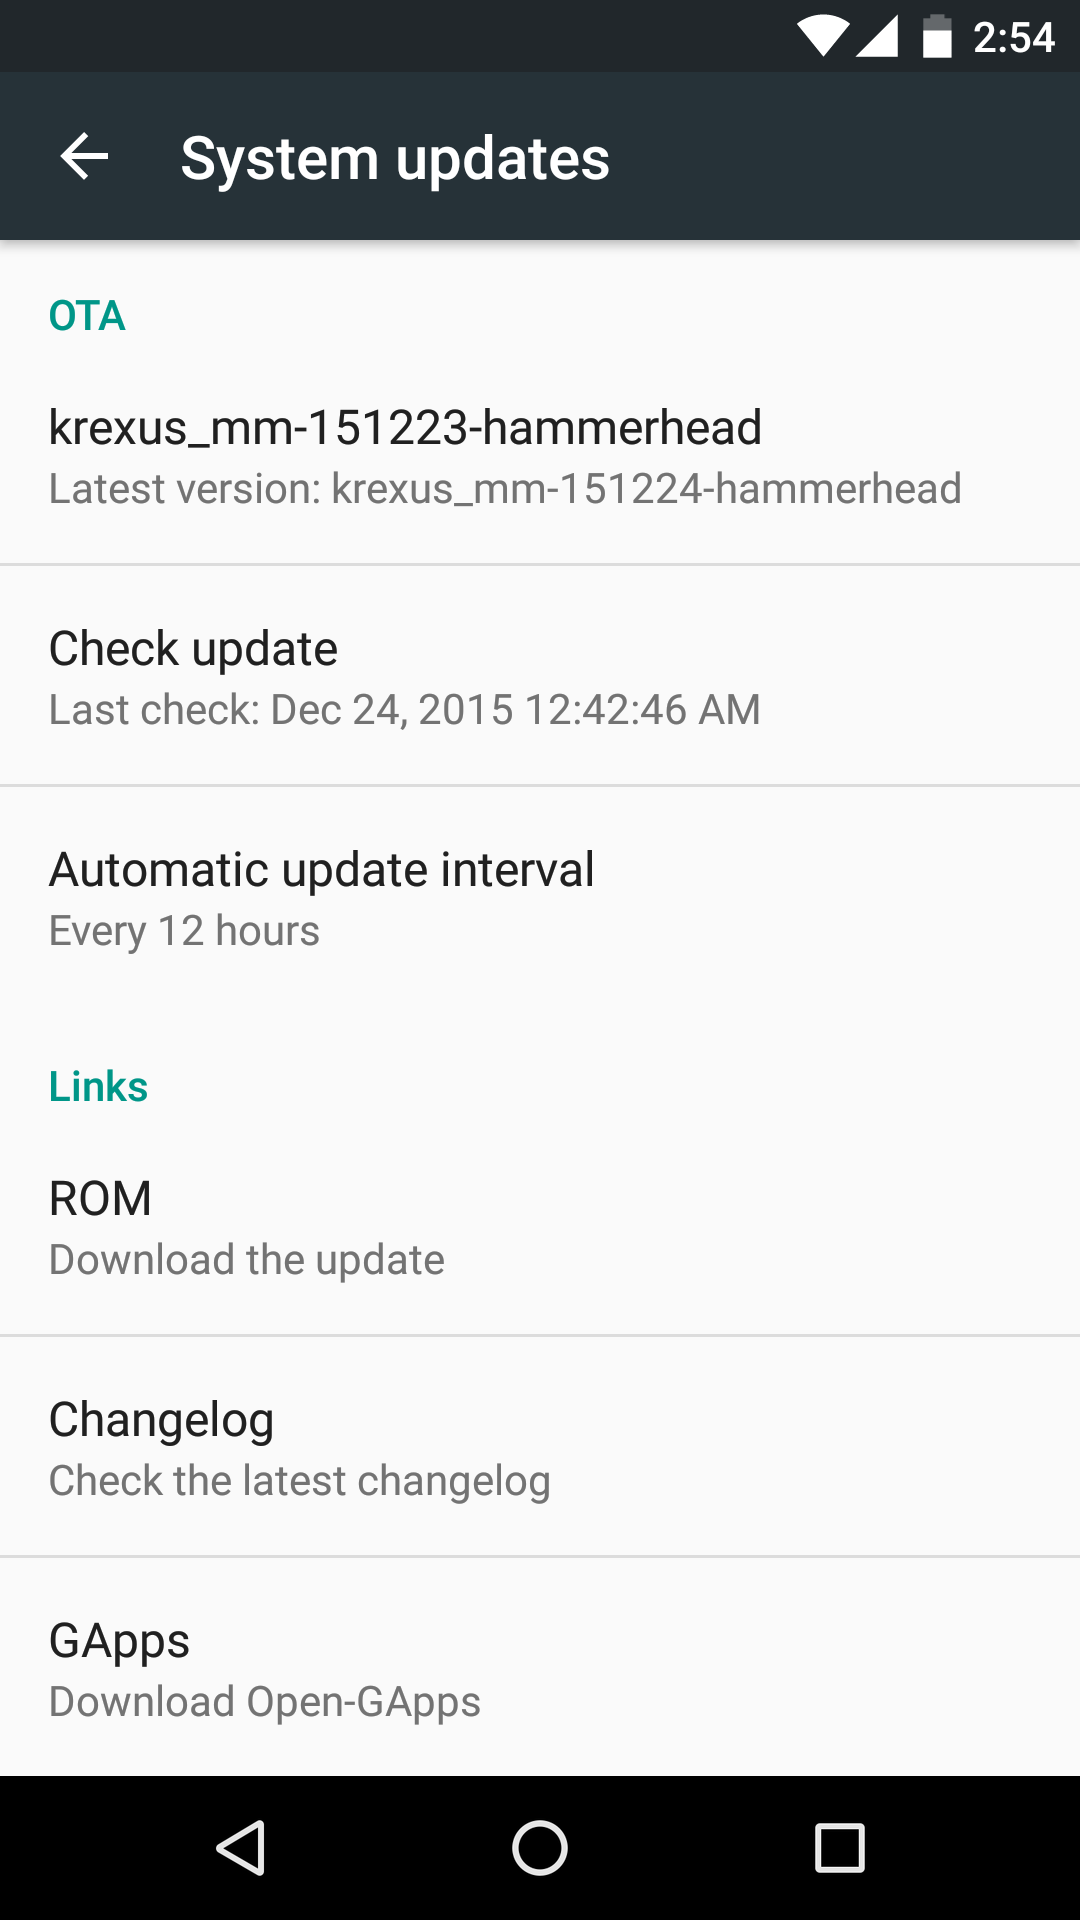 2:54
System updates
OTA
krexus_mm-151223-hammerhead
Latest version: krexus_mm-151224-hammerhead
Check update
Last check: Dec 24, 2015 12:42:46 AM
Automatic update interval
Every 12 hours
Links
ROM
Download the update
Changelog
Check the latest changelog
GApps
Download Open-GApps